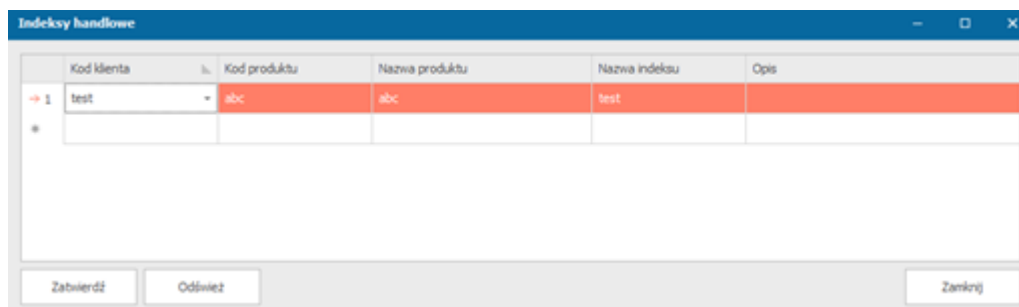 Indeksy handlowe
Kod klienta Kod produktu Nazwa produktu Nazwa indeksu Opis
1 test abc abc test
Zatwierdź Odśwież Zamknij